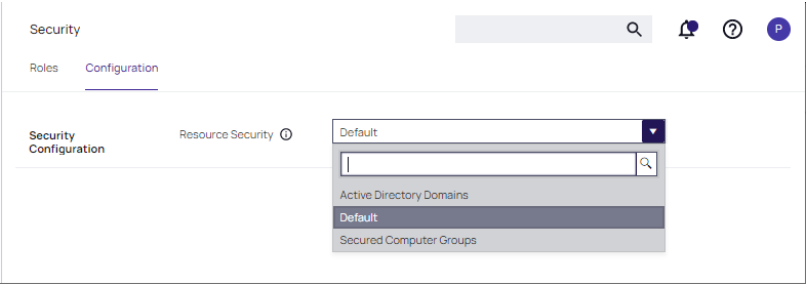 Security
P
Roles Configuration
Security
Configuration
Resource Security
Default
Active Directory Domains
Default
Secured Computer Groups